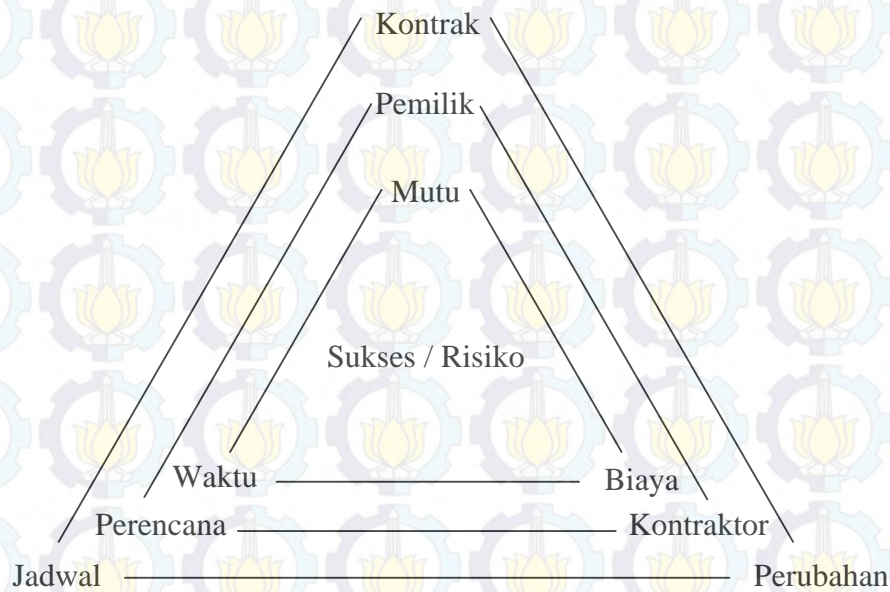 Kontrak
Pemilik
Mutu
Sukses / Risiko
Waktu Biaya
Perencana Kontraktor
Jadwal Perubahan